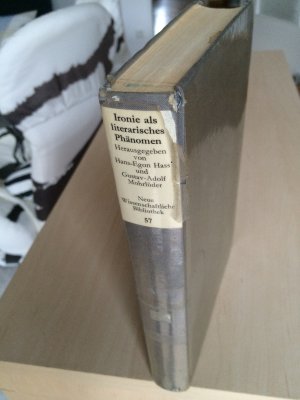 Ironie als
literarisches
Phänomen
Herausgegeben
von
Hans-Egon Hass
und
Gustav-Adolf
Mohrlüder
Neue
Wissenschaftliche
Bibliothek
57